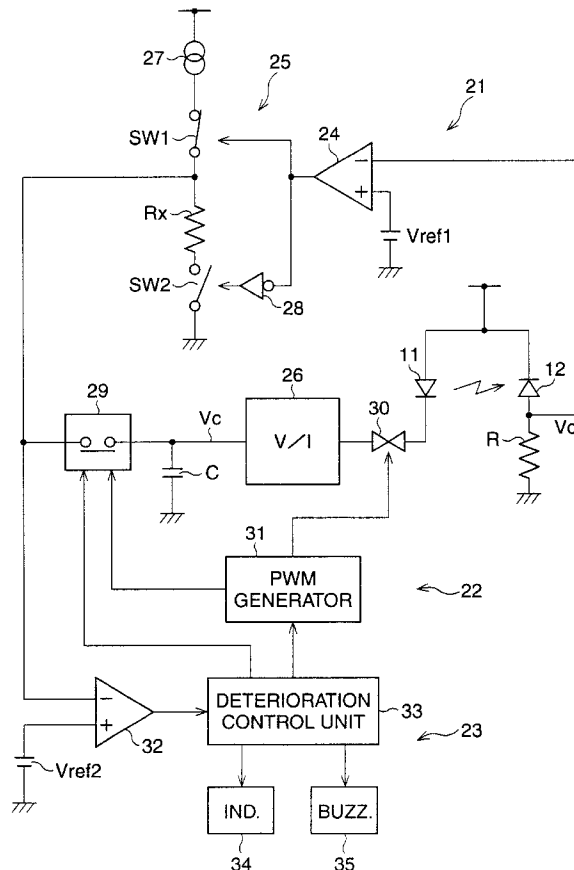 27
25
21
24
SW1
Rx
Vref1
SW2
28
11
12
29
26
30
Vc
V/I
R
C
31
PWM
GENERATOR
22
DETERIORATION
CONTROL UNIT
33
23
32
Vref2
IND.
BUZZ.
34
35